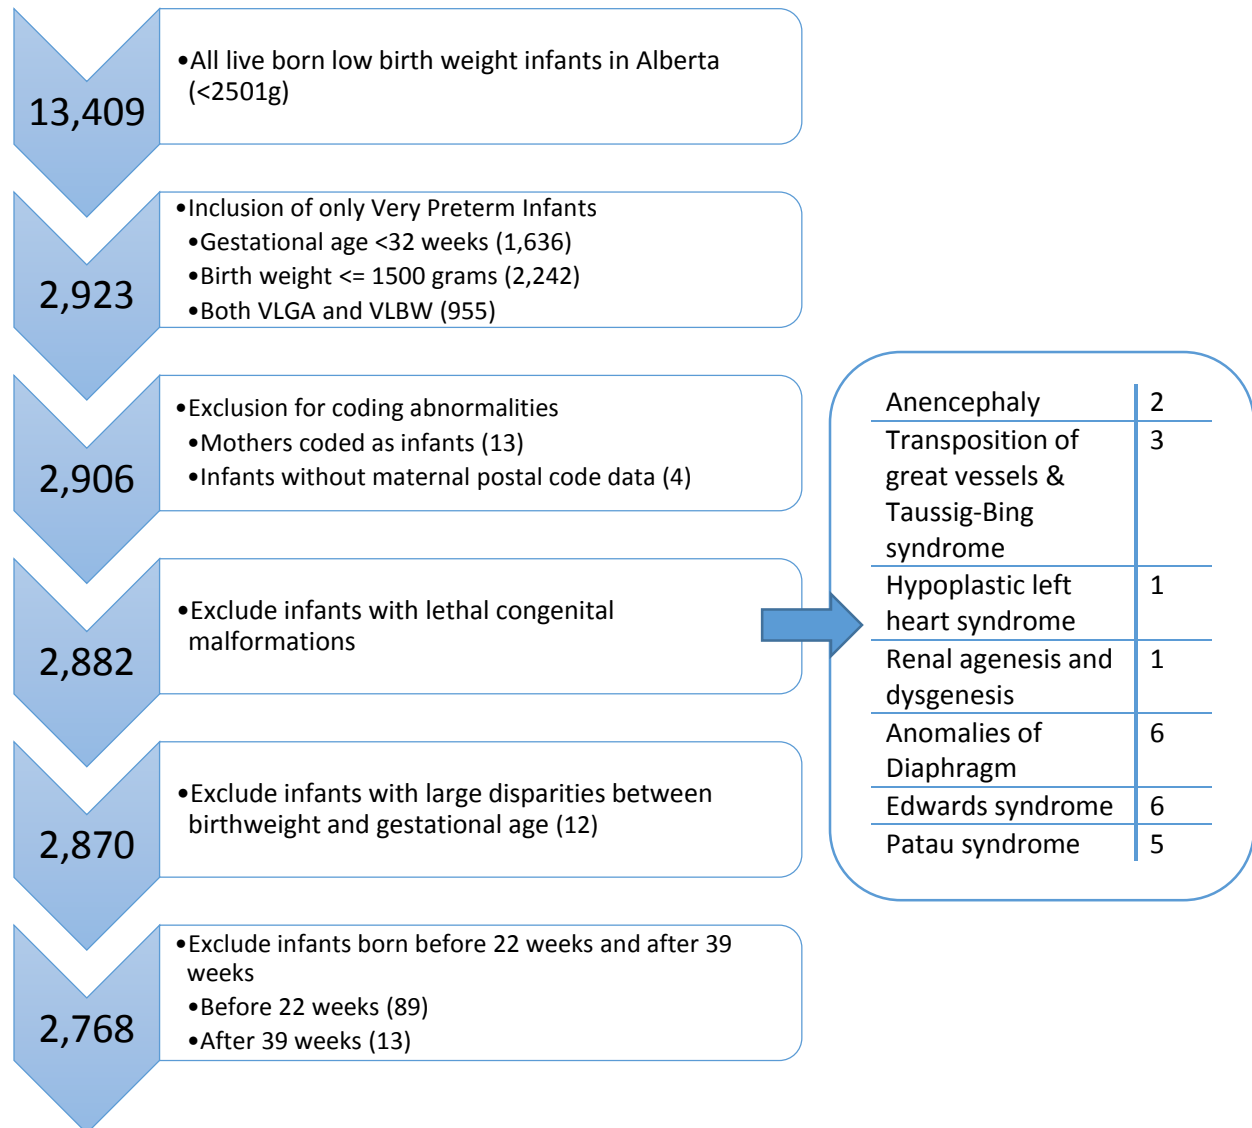 13,409
•All live born low birth weight infants in Alberta
(<2501g)
2,923
•Inclusion of only Very Preterm Infants
•Gestational age <32 weeks (1,636)
•Birth weight <= 1500 grams (2,242)
•Both VLGA and VLBW (955)
2,906
•Exclusion for coding abnormalities
•Mothers coded as infants (13)
•Infants without maternal postal code data (4)
2,882
•Exclude infants with lethal congenital
malformations
Anencephaly 2
Transposition of 3
great vessels &
Taussig-Bing
syndrome
Hypoplastic left 1
heart syndrome
Renal agenesis and 1
dysgenesis
Anomalies of 6
Diaphragm
Edwards syndrome 6
Patau syndrome 5
2,870
•Exclude infants with large disparities between
birthweight and gestational age (12)
2,768
•Exclude infants born before 22 weeks and after 39
weeks
•Before 22 weeks (89)
•After 39 weeks (13)